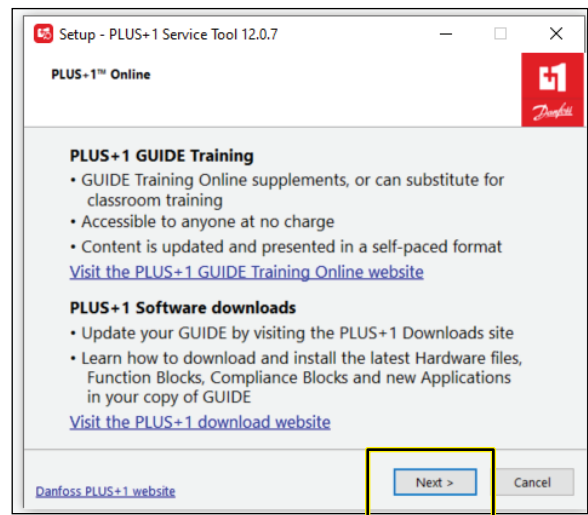 Setup - PLUS+1 Service Tool 12.0.7
PLUS+1™ Online
+1
Danfoss
PLUS+1 GUIDE Training
• GUIDE Training Online supplements, or can substitute for
classroom training
• Accessible to anyone at no charge
• Content is updated and presented in a self-paced format
Visit the PLUS+1 GUIDE Training Online website
PLUS+1 Software downloads
• Update your GUIDE by visiting the PLUS+1 Downloads site
• Learn how to download and install the latest Hardware files,
Function Blocks, Compliance Blocks and new Applications
in your copy of GUIDE
Visit the PLUS+1 download website
Danfoss PLUS+1 website
Next >
Cancel